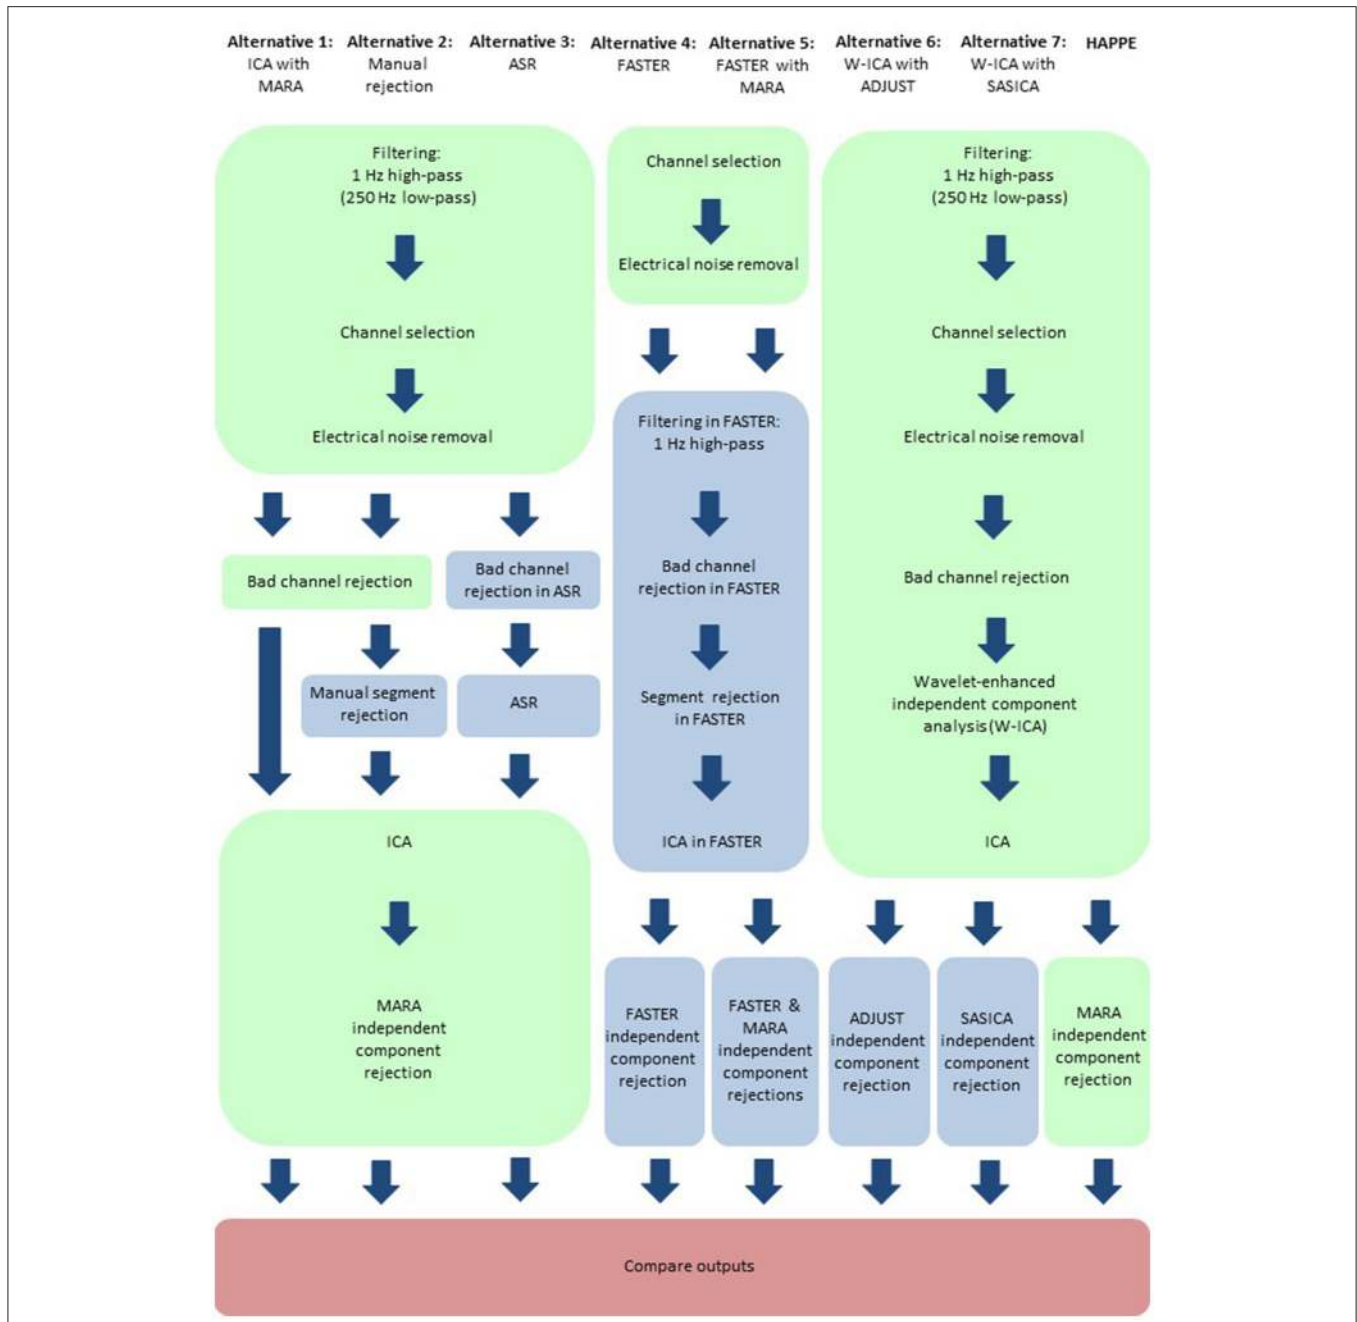 Alternative 1:
ICA with
MARA
Alternative 2:
Manual
rejection
Alternative 3:
ASR
Alternative 4:
FASTER
Alternative 5:
FASTER with
MARA
Alternative 6:
W-ICA with
ADJUST
Alternative 7:
W-ICA with
SASICA
HAPPE
Filtering:
1 Hz high-pass
(250 Hz low-pass)
Channel selection
Electrical noise removal
Bad channel rejection
Bad channel
rejection in ASR
Manual segment
rejection
ASR
ICA
MARA
independent
component
rejection
Channel selection
Electrical noise removal
Filtering in FASTER:
1 Hz high-pass
Bad channel
rejection in FASTER
Segment rejection
in FASTER
ICA in FASTER
FASTER
independent
component
rejection
FASTER &
MARA
independent
component
rejections
Filtering:
1 Hz high-pass
(250 Hz low-pass)
Channel selection
Electrical noise removal
Bad channel rejection
Wavelet-enhanced
independent component
analysis (W-ICA)
ICA
ADJUST
independent
component
rejection
SASICA
independent
component
rejection
MARA
independent
component
rejection
Compare outputs